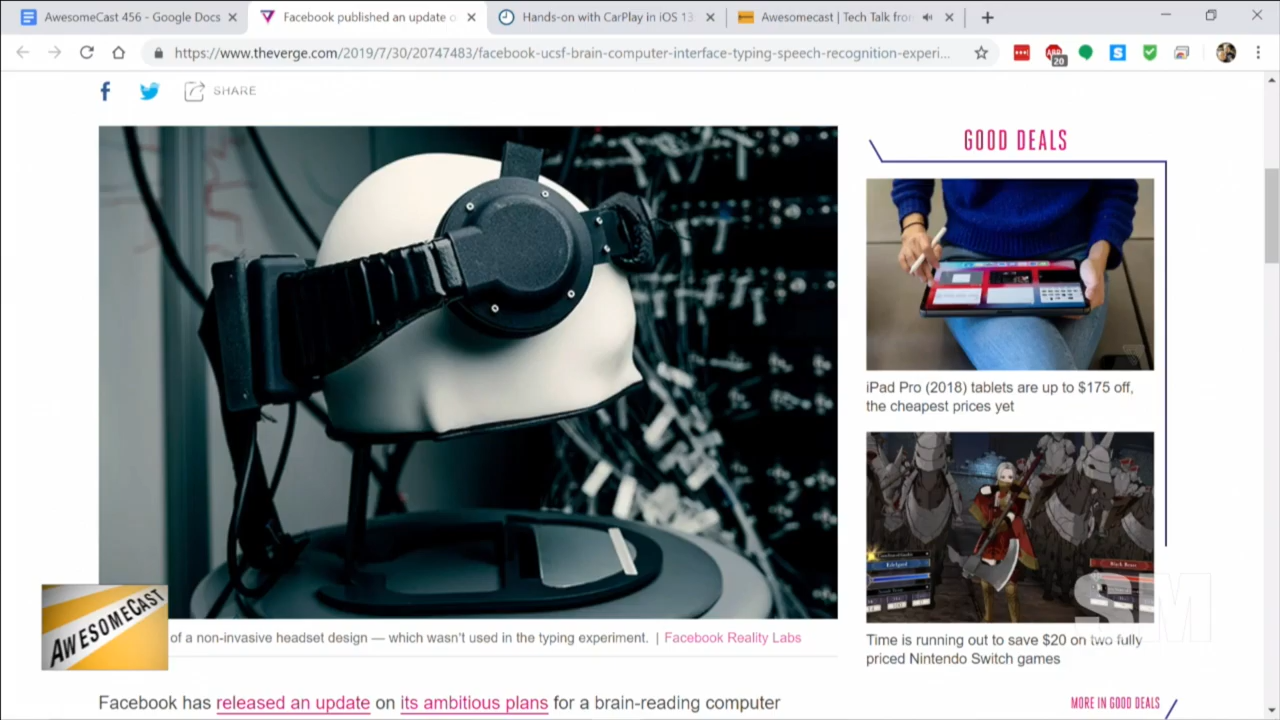 AwesomeCast 456 - Google Docs
Facebook published an update o
Hands-on with CarPlay in iOS 13
Awesomecast | Tech Talk from
https://www.theverge.com/2019/7/30/20747483/facebook-ucsf-brain-computer-interface-typing-speech-recognition-experi...
20
S
SHARE
GOOD DEALS
iPad Pro (2018) tablets are up to $175 off,
the cheapest prices yet
AWESOMECAST
of a non-invasive headset design — which wasn't used in the typing experiment. | Facebook Reality Labs
SM
Time is running out to save $20 on two fully
priced Nintendo Switch games
Facebook has released an update on its ambitious plans for a brain-reading computer
MORE IN GOOD DEALS